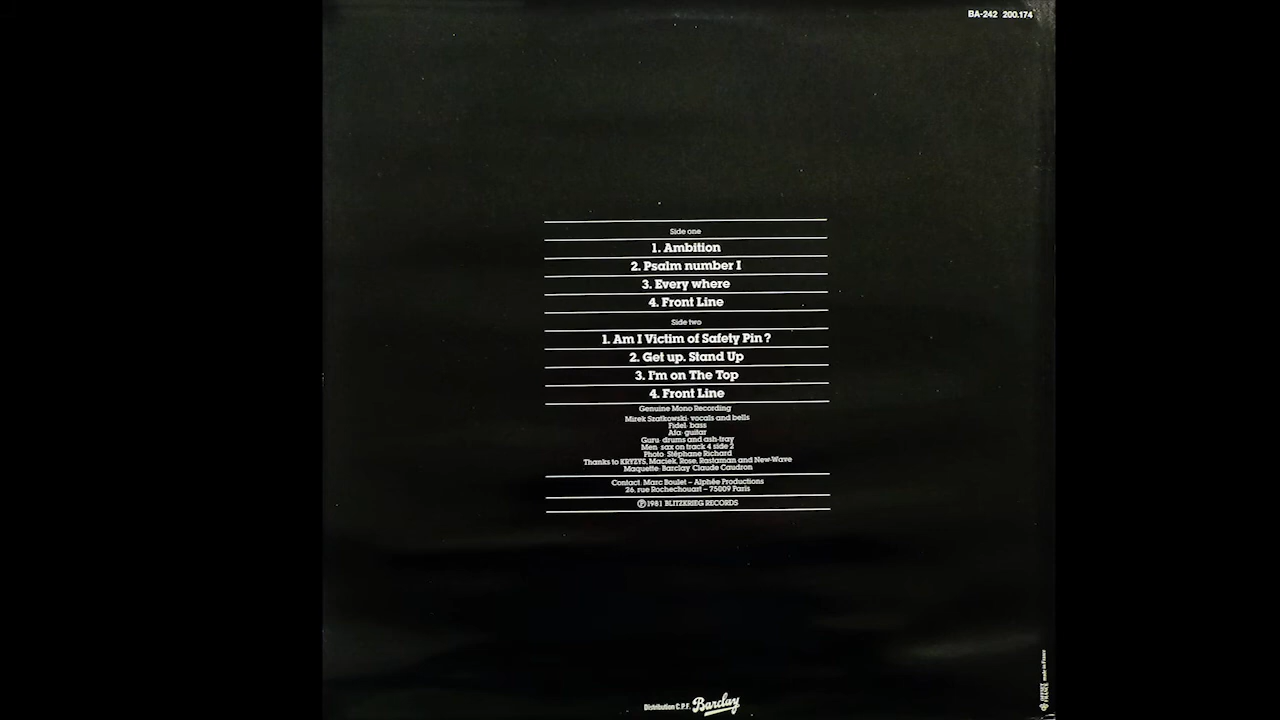 BA-242 200.174
Side one
1. Ambition
2. Psalm number I
3. Every where
4. Front Line
Side two
1. Am I Victim of Safety Pin ?
2. Get up. Stand Up
3. I'm on The Top
4. Front Line
Genuine Mono Recording
Mirek Szatkowski: vocals and bells
Fidel: bass
Afa: guitar
Guru: drums and ash-tray
Men: sax on track 4 side 2
Photo: Stéphane Richard
Thanks to KRYZYS, Maciek, Rose, Rastaman and New-Wave
Maquette: Barclay Claude Caudron
Contact: Marc Boulet – Alphée Productions
26, rue Rochechouart – 75009 Paris
Ⓟ 1981 BLITZKRIEG RECORDS
Distribution C.P.F. Barclay
made in France